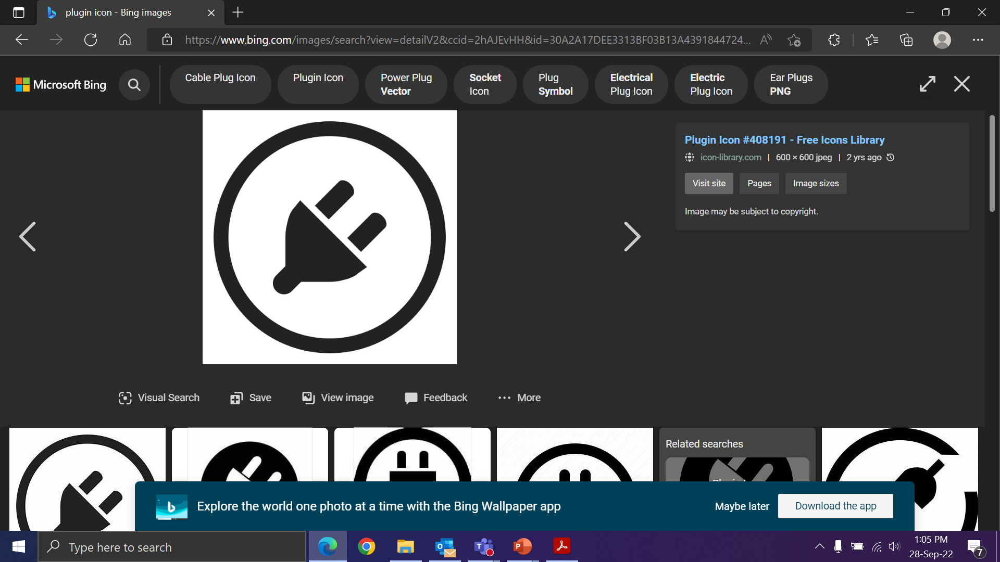 plugin icon - Bing images
https://www.bing.com/images/search?view=detailV2&ccid=2hAJEvHH&id=30A2A17DEE3313BF03B13A4391844724...
Microsoft Bing
Cable Plug Icon
Plugin Icon
Power Plug
Vector
Socket
Icon
Plug
Symbol
Electrical
Plug Icon
Electric
Plug Icon
Ear Plugs
PNG
Plugin Icon #408191 - Free Icons Library
icon-library.com | 600 × 600 jpeg | 2 yrs ago
Visit site
Pages
Image sizes
Image may be subject to copyright.
Visual Search
Save
View image
Feedback
More
Related searches
Explore the world one photo at a time with the Bing Wallpaper app
Maybe later
Download the app
Type here to search
1:05 PM
28-Sep-22
7